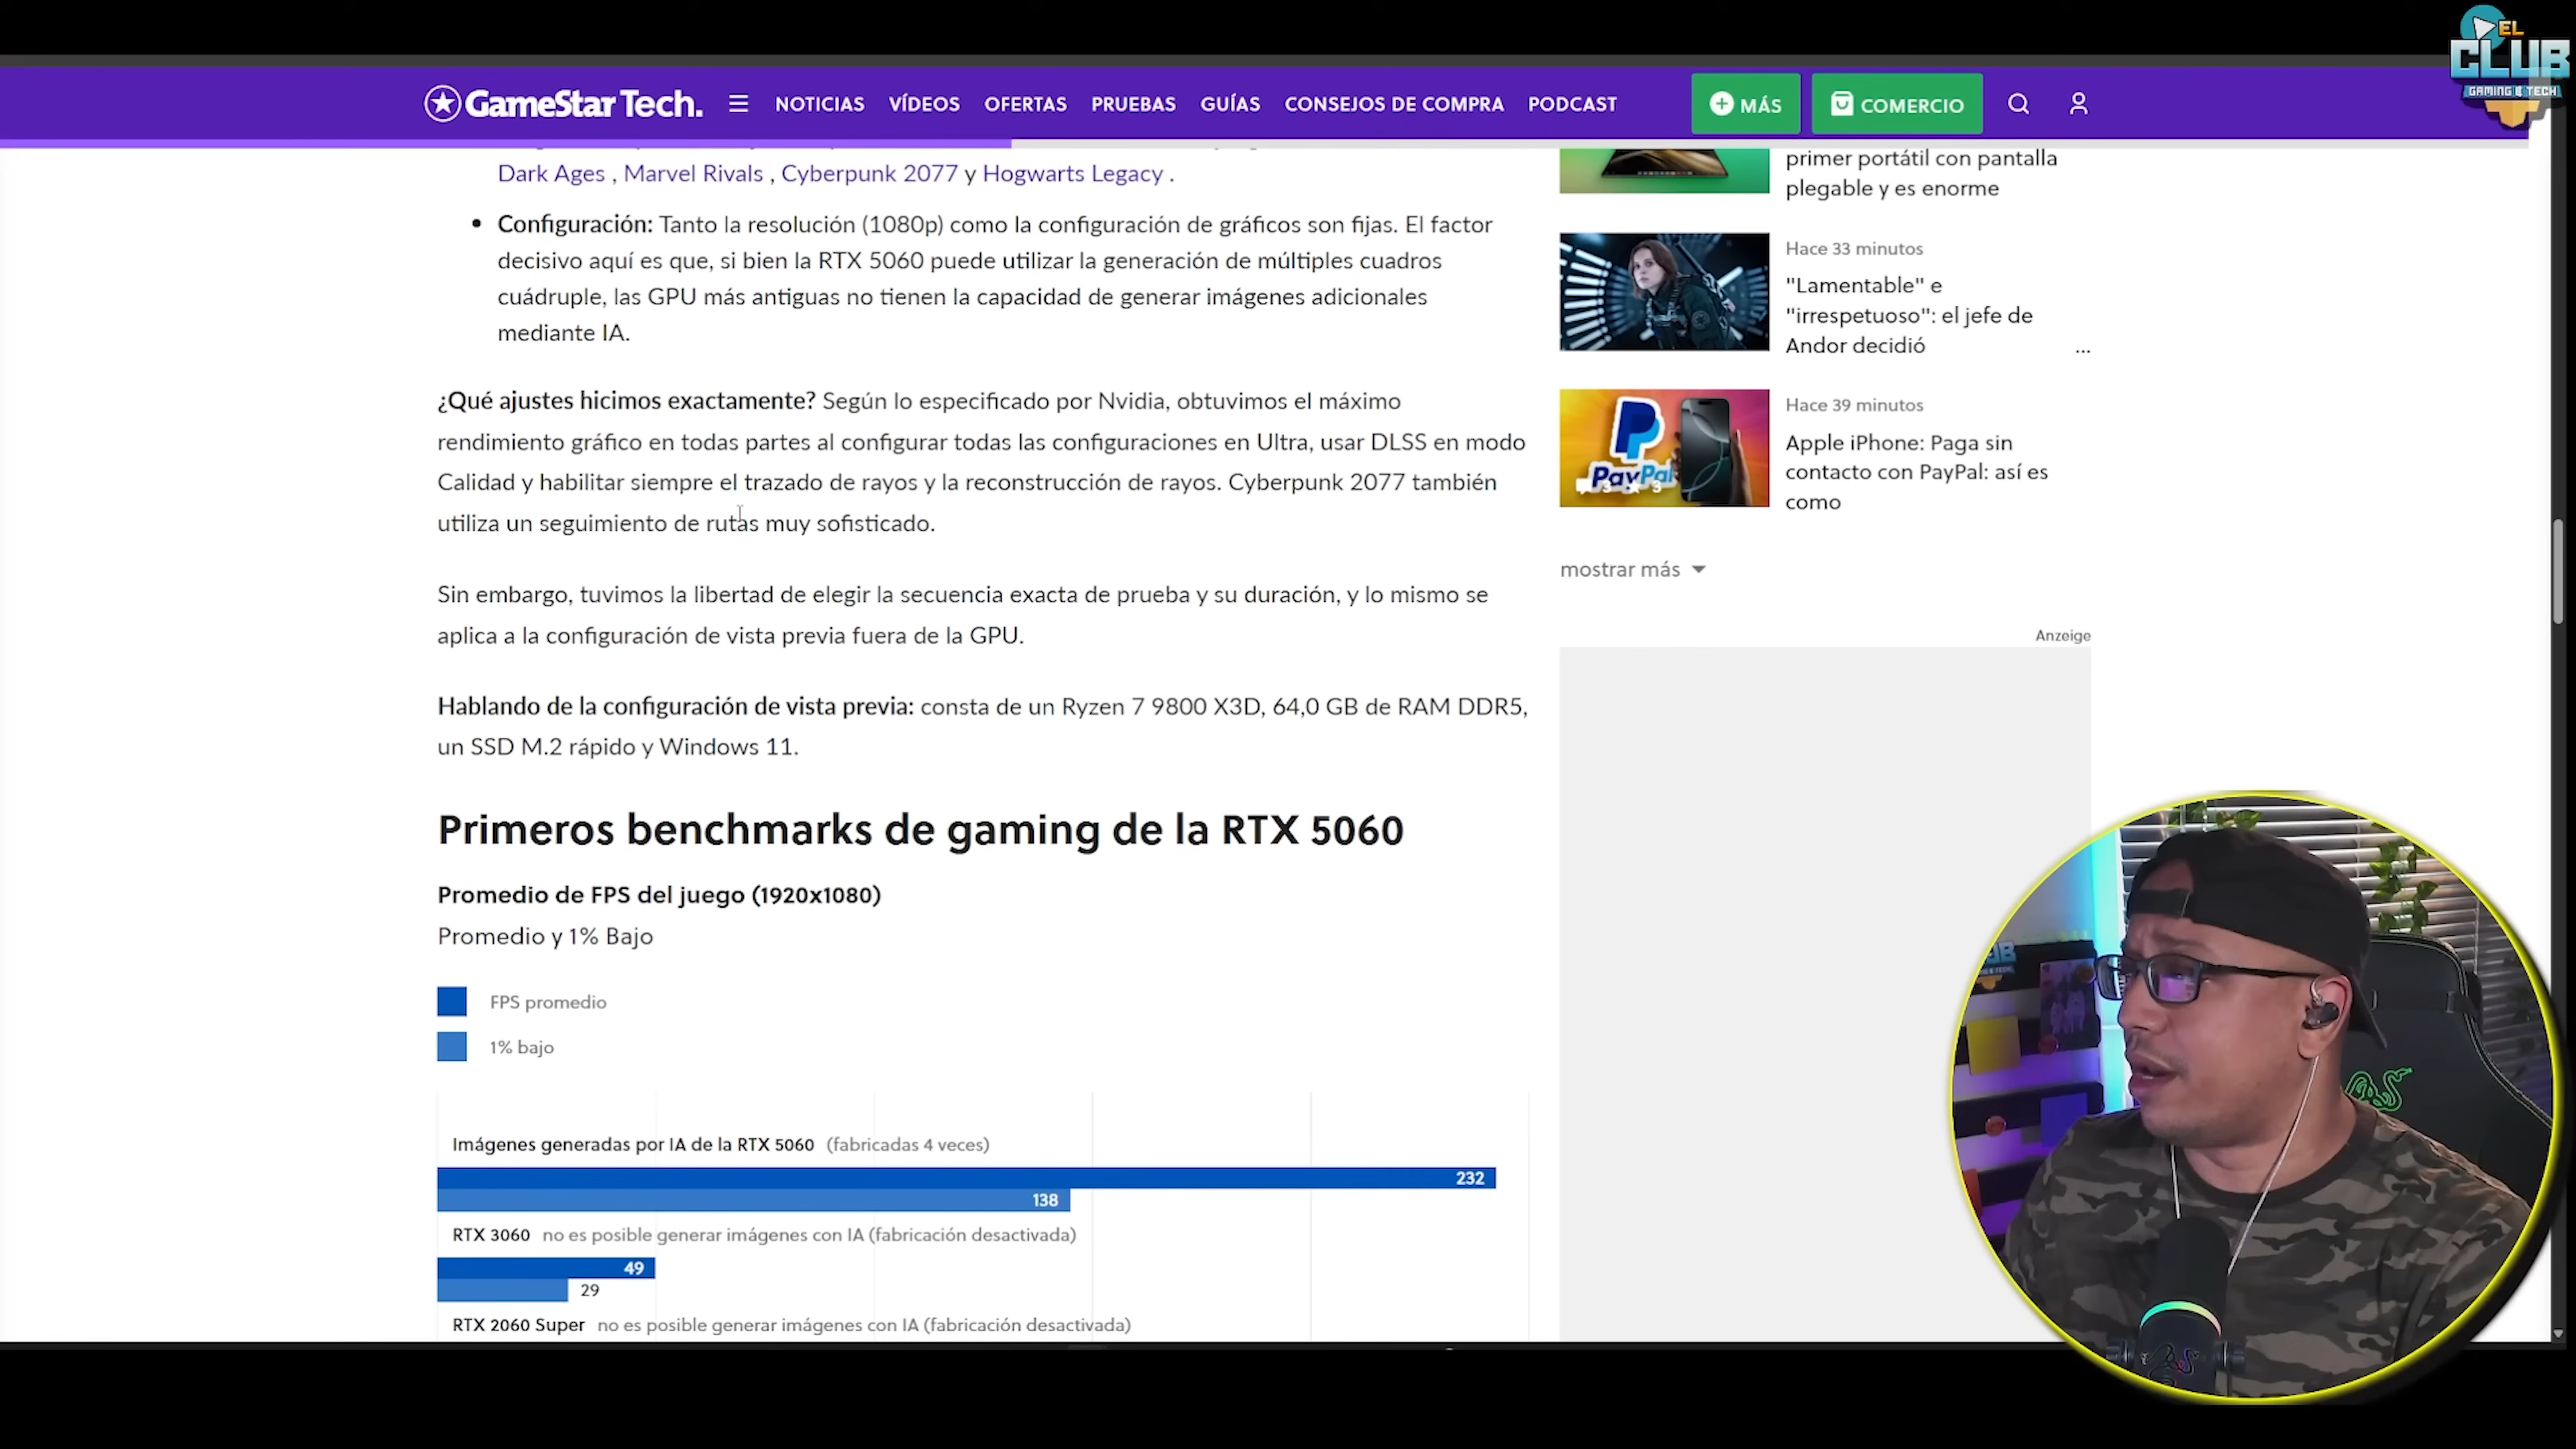 EL
CLUB
GAMING & TECH
GameStar Tech.
NOTICIAS VÍDEOS OFERTAS PRUEBAS GUÍAS CONSEJOS DE COMPRA PODCAST
MÁS
COMERCIO
Dark Ages , Marvel Rivals , Cyberpunk 2077 y Hogwarts Legacy .
Configuración: Tanto la resolución (1080p) como la configuración de gráficos son fijas. El factor
decisivo aquí es que, si bien la RTX 5060 puede utilizar la generación de múltiples cuadros
cuádruple, las GPU más antiguas no tienen la capacidad de generar imágenes adicionales
mediante IA.
¿Qué ajustes hicimos exactamente? Según lo especificado por Nvidia, obtuvimos el máximo
rendimiento gráfico en todas partes al configurar todas las configuraciones en Ultra, usar DLSS en modo
Calidad y habilitar siempre el trazado de rayos y la reconstrucción de rayos. Cyberpunk 2077 también
utiliza un seguimiento de rutas muy sofisticado.
Sin embargo, tuvimos la libertad de elegir la secuencia exacta de prueba y su duración, y lo mismo se
aplica a la configuración de vista previa fuera de la GPU.
Hablando de la configuración de vista previa: consta de un Ryzen 7 9800 X3D, 64,0 GB de RAM DDR5,
un SSD M.2 rápido y Windows 11.
Primeros benchmarks de gaming de la RTX 5060
Promedio de FPS del juego (1920x1080)
Promedio y 1% Bajo
FPS promedio
1% bajo
Imágenes generadas por IA de la RTX 5060 (fabricadas 4 veces)
232
138
RTX 3060 no es posible generar imágenes con IA (fabricación desactivada)
49
29
RTX 2060 Super no es posible generar imágenes con IA (fabricación desactivada)
primer portátil con pantalla
plegable y es enorme
Hace 33 minutos
"Lamentable" e
"irrespetuoso": el jefe de
Andor decidió ...
PayPal
3 3
Hace 39 minutos
Apple iPhone: Paga sin
contacto con PayPal: así es
como
mostrar más
Anzeige